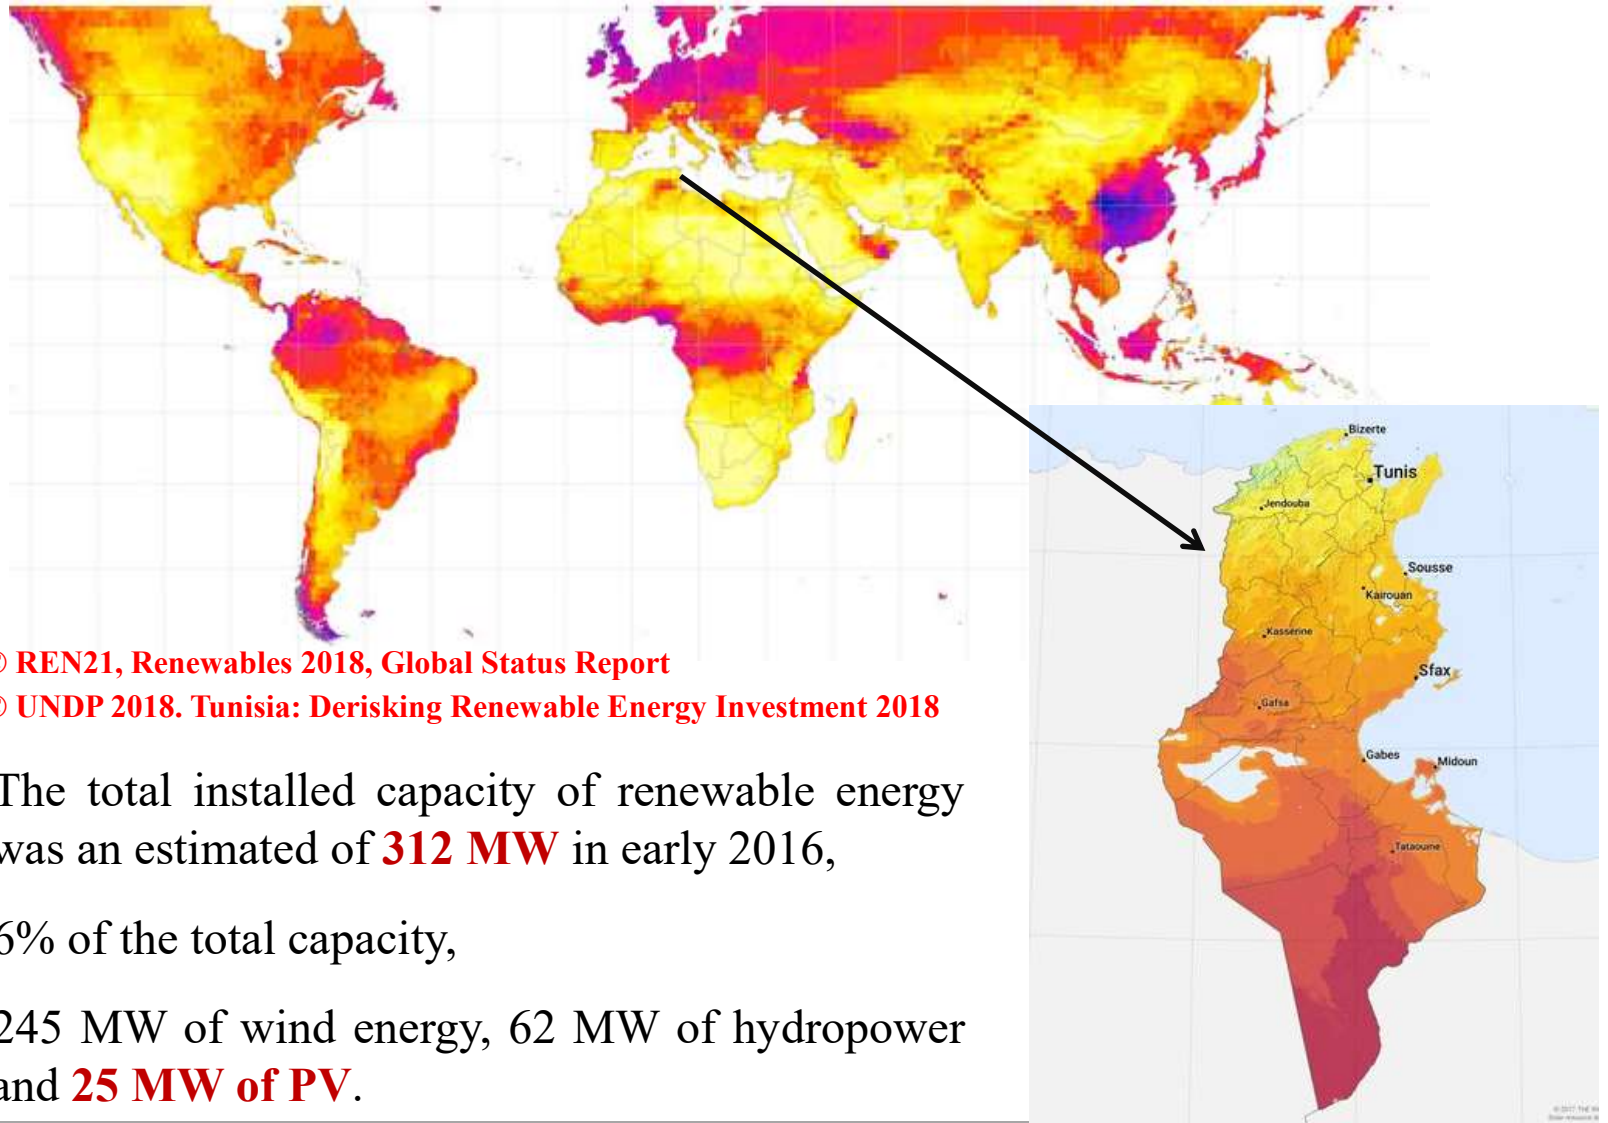 Bizerte
Tunis
Jendouba
Sousse
Kairouan
Kasserine
Sfax
Gafsa
Gabes
Midoun
Tataouine
© REN21, Renewables 2018, Global Status Report
© UNDP 2018. Tunisia: Derisking Renewable Energy Investment 2018
The total installed capacity of renewable energy
was an estimated of 312 MW in early 2016,
6% of the total capacity,
245 MW of wind energy, 62 MW of hydropower
and 25 MW of PV.
© 2017 THE